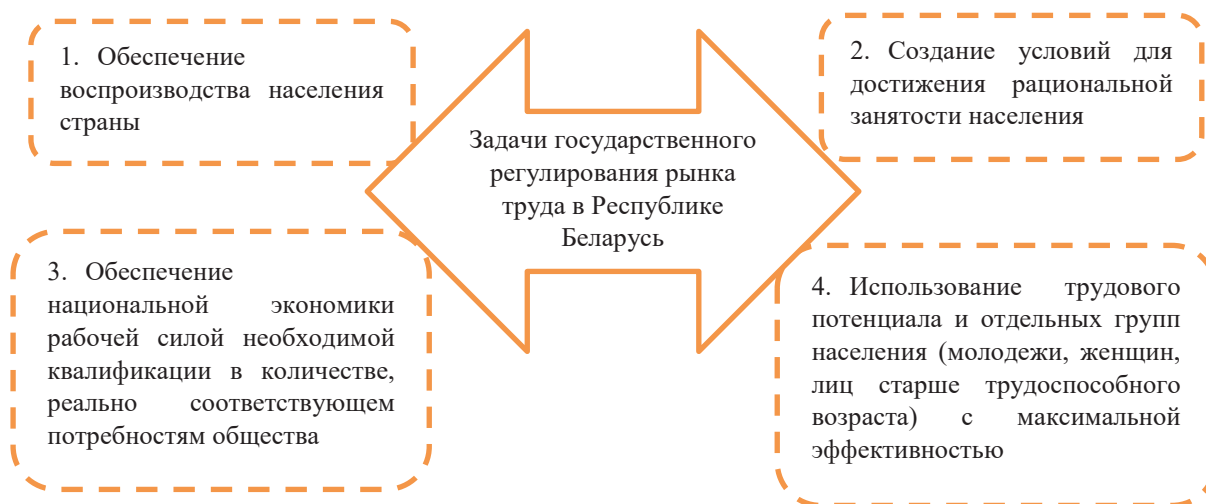 1. Обеспечение
воспроизводства населения
страны
2. Создание условий для
достижения рациональной
занятости населения
Задачи государственного
регулирования рынка
труда в Республике
Беларусь
3. Обеспечение
национальной экономики
рабочей силой необходимой
квалификации в количестве,
реально соответствующем
потребностям общества
4. Использование трудового
потенциала и отдельных групп
населения (молодежи, женщин,
лиц старше трудоспособного
возраста) с максимальной
эффективностью